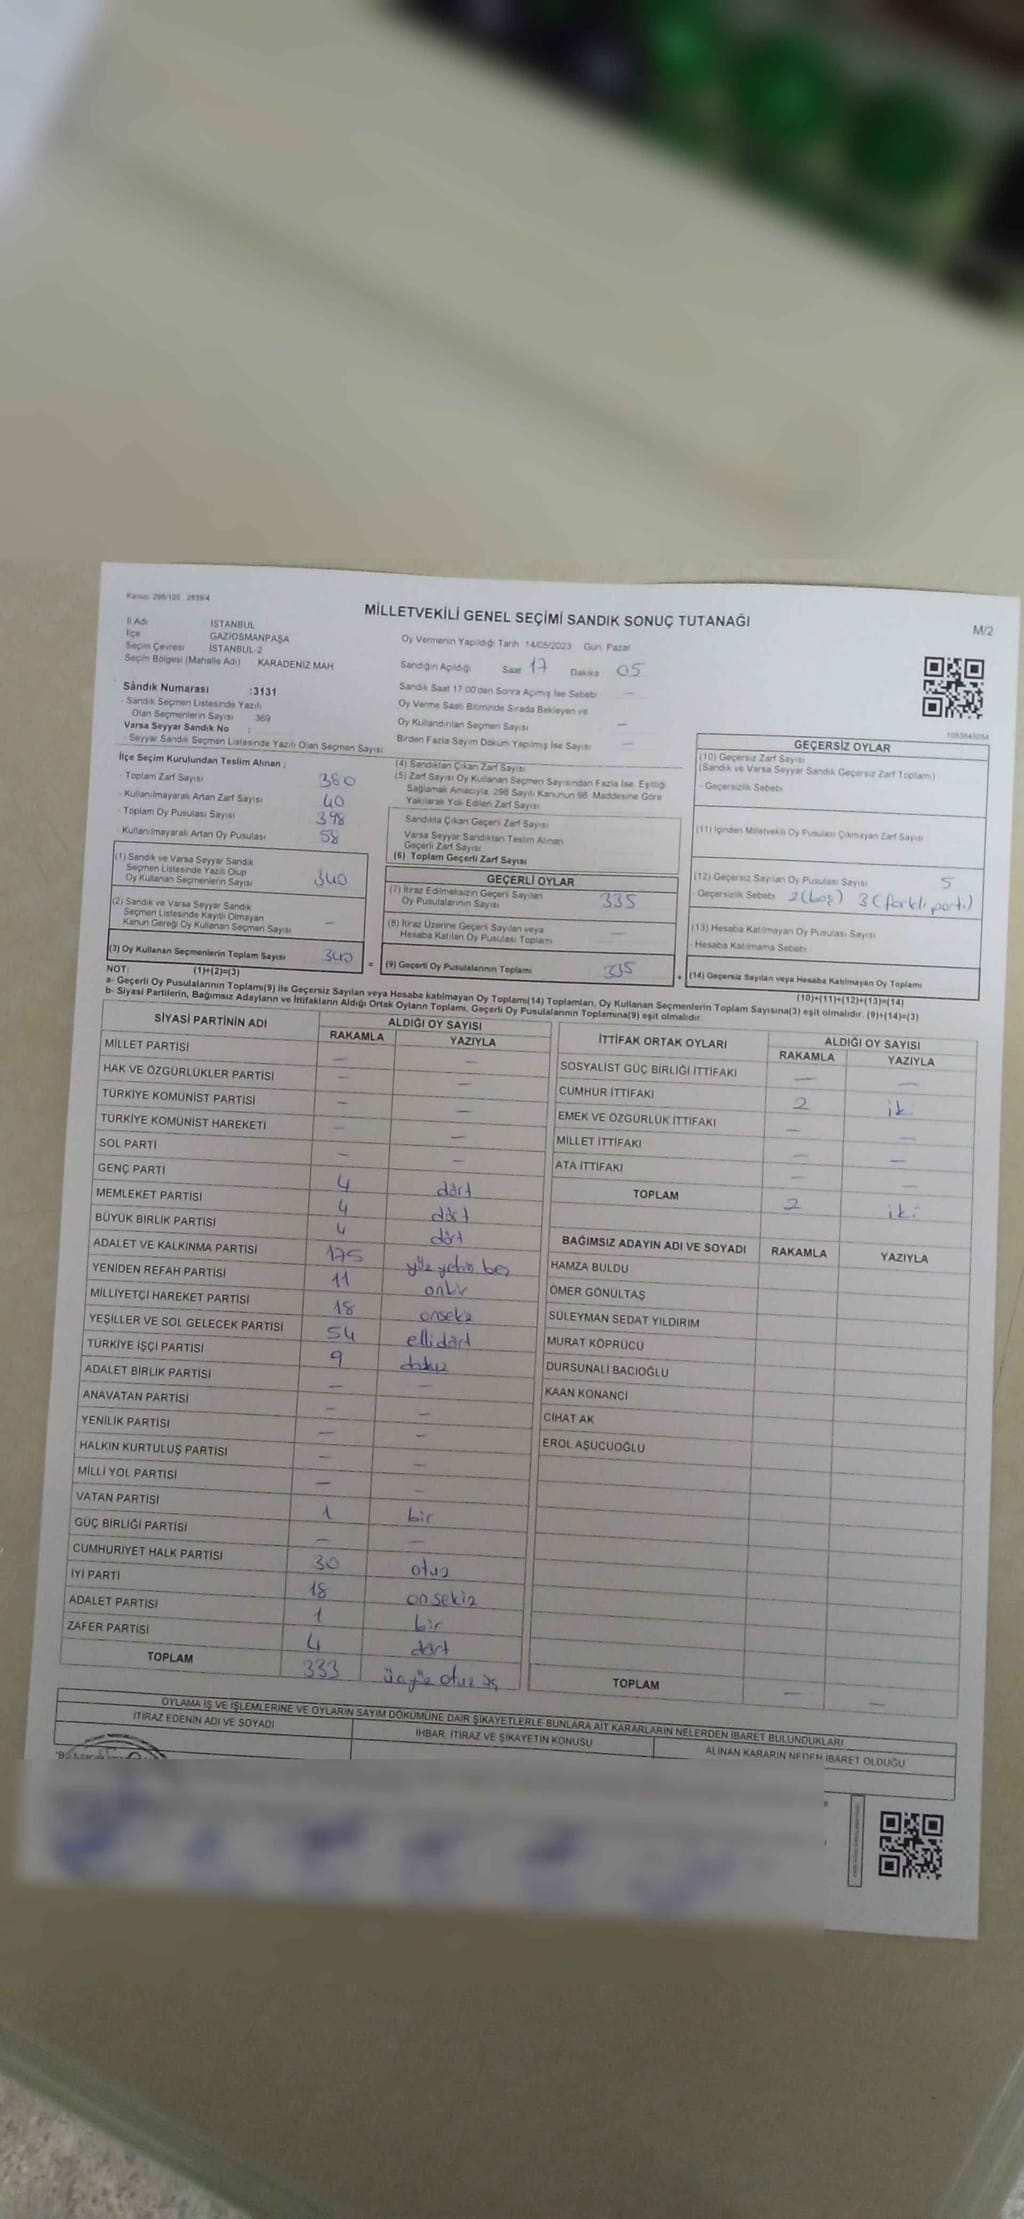 Kanun: 298/105 , 2839/4
MİLLETVEKİLİ GENEL SEÇİMİ SANDIK SONUÇ TUTANAĞI
M/2
İl Adı İSTANBUL
İlçe GAZİOSMANPAŞA
Seçim Çevresi İSTANBUL-2
Seçim Bölgesi (Mahalle Adı) KARADENİZ MAH
Oy Vermenin Yapıldığı Tarih 14/05/2023 Gün: Pazar
Sandığın Açıldığı Saat 17 Dakika 05
Sandık Saat 17:00'den Sonra Açılmış İse Sebebi —
Oy Verme Saati Bitiminde Sırada Bekleyen ve
Oy Kullandırılan Seçmen Sayısı —
Birden Fazla Sayım Döküm Yapılmış İse Sayısı —
Sandık Numarası :3131
Sandık Seçmen Listesinde Yazılı
Olan Seçmenlerin Sayısı 369
Varsa Seyyar Sandık No :
- Seyyar Sandık Seçmen Listesinde Yazılı Olan Seçmen Sayısı
İlçe Seçim Kurulundan Teslim Alınan ;
- Toplam Zarf Sayısı 380
- Kullanılmayarak Artan Zarf Sayısı 40
- Toplam Oy Pusulası Sayısı 398
- Kullanılmayarak Artan Oy Pusulası 58
(1) Sandık ve Varsa Seyyar Sandık
Seçmen Listesinde Yazılı Olup
Oy Kullanan Seçmenlerin Sayısı 340
(2) Sandık ve Varsa Seyyar Sandık
Seçmen Listesinde Kayıtlı Olmayan
Kanun Gereği Oy Kullanan Seçmen Sayısı —
(3) Oy Kullanan Seçmenlerin Toplam Sayısı 340
(1)+(2)=(3)
(4) Sandıktan Çıkan Zarf Sayısı
(5) Zarf Sayısı Oy Kullanan Seçmen Sayısından Fazla İse, Eşitliği
Sağlamak Amacıyla, 298 Sayılı Kanunun 98. Maddesine Göre
Yakılarak Yok Edilen Zarf Sayısı
Sandıkta Çıkan Geçerli Zarf Sayısı
Varsa Seyyar Sandıktan Teslim Alınan
Geçerli Zarf Sayısı
(6) Toplam Geçerli Zarf Sayısı
GEÇERLİ OYLAR
(7) İtiraz Edilmeksizin Geçerli Sayılan
Oy Pusulalarının Sayısı 335
(8) İtiraz Üzerine Geçerli Sayılan veya
Hesaba Katılan Oy Pusulası Toplamı —
= (9) Geçerli Oy Pusulalarının Toplamı 335 +
1083643054
GEÇERSİZ OYLAR
(10) Geçersiz Zarf Sayısı
(Sandık ve Varsa Seyyar Sandık Geçersiz Zarf Toplamı)
- Geçersizlik Sebebi
(11) İçinden Milletvekili Oy Pusulası Çıkmayan Zarf Sayısı
(12) Geçersiz Sayılan Oy Pusulası Sayısı 5
- Geçersizlik Sebebi 2(boş) 3(farklı parti)
(13) Hesaba Katılmayan Oy Pusulası Sayısı
- Hesaba Katılmama Sebebi
(14) Geçersiz Sayılan veya Hesaba Katılmayan Oy Toplamı
(10)+(11)+(12)+(13)=(14)
NOT:
a- Geçerli Oy Pusulalarının Toplamı(9) ile Geçersiz Sayılan veya Hesaba katılmayan Oy Toplamı(14) Toplamları, Oy Kullanan Seçmenlerin Toplam Sayısına(3) eşit olmalıdır. (9)+(14)=(3)
b- Siyasi Partilerin, Bağımsız Adayların ve İttifakların Aldığı Ortak Oyların Toplamı, Geçerli Oy Pusulalarının Toplamına(9) eşit olmalıdır.
SİYASİ PARTİNİN ADI ALDIĞI OY SAYISI
RAKAMLA YAZIYLA
MİLLET PARTİSİ — —
HAK VE ÖZGÜRLÜKLER PARTİSİ — —
TÜRKİYE KOMÜNİST PARTİSİ — —
TÜRKİYE KOMÜNİST HAREKETİ — —
SOL PARTİ — —
GENÇ PARTİ 4 dört
MEMLEKET PARTİSİ 4 dört
BÜYÜK BİRLİK PARTİSİ 4 dört
ADALET VE KALKINMA PARTİSİ 175 yüz yetmiş beş
YENİDEN REFAH PARTİSİ 11 onbir
MİLLİYETÇİ HAREKET PARTİSİ 18 onsekiz
YEŞİLLER VE SOL GELECEK PARTİSİ 54 ellidört
TÜRKİYE İŞÇİ PARTİSİ 9 dokuz
ADALET BİRLİK PARTİSİ — —
ANAVATAN PARTİSİ — —
YENİLİK PARTİSİ — —
HALKIN KURTULUŞ PARTİSİ — —
MİLLİ YOL PARTİSİ — —
VATAN PARTİSİ 1 bir
GÜÇ BİRLİĞİ PARTİSİ — —
CUMHURİYET HALK PARTİSİ 30 otuz
İYİ PARTİ 18 onsekiz
ADALET PARTİSİ 1 bir
ZAFER PARTİSİ 4 dört
TOPLAM 333 üçyüz otuz üç
İTTİFAK ORTAK OYLARI ALDIĞI OY SAYISI
RAKAMLA YAZIYLA
SOSYALİST GÜÇ BİRLİĞİ İTTİFAKI — —
CUMHUR İTTİFAKI 2 iki
EMEK VE ÖZGÜRLÜK İTTİFAKI — —
MİLLET İTTİFAKI — —
ATA İTTİFAKI — —
TOPLAM 2 iki
BAĞIMSIZ ADAYIN ADI VE SOYADI RAKAMLA YAZIYLA
HAMZA BULDU
ÖMER GÖNÜLTAŞ
SÜLEYMAN SEDAT YILDIRIM
MURAT KÖPRÜCÜ
DURSUNALİ BACIOĞLU
KAAN KONANCİ
CİHAT AK
EROL AŞUCUOĞLU
TOPLAM — —
OYLAMA İŞ VE İŞLEMLERİNE VE OYLARIN SAYIM DÖKÜMÜNE DAİR ŞİKAYETLERLE BUNLARA AİT KARARLARIN NELERDEN İBARET BULUNDUKLARI
İTİRAZ EDENİN ADI VE SOYADI İHBAR, İTİRAZ VE ŞİKAYETİN KONUSU ALINAN KARARIN NEDEN İBARET OLDUĞU
"Bu tutanak